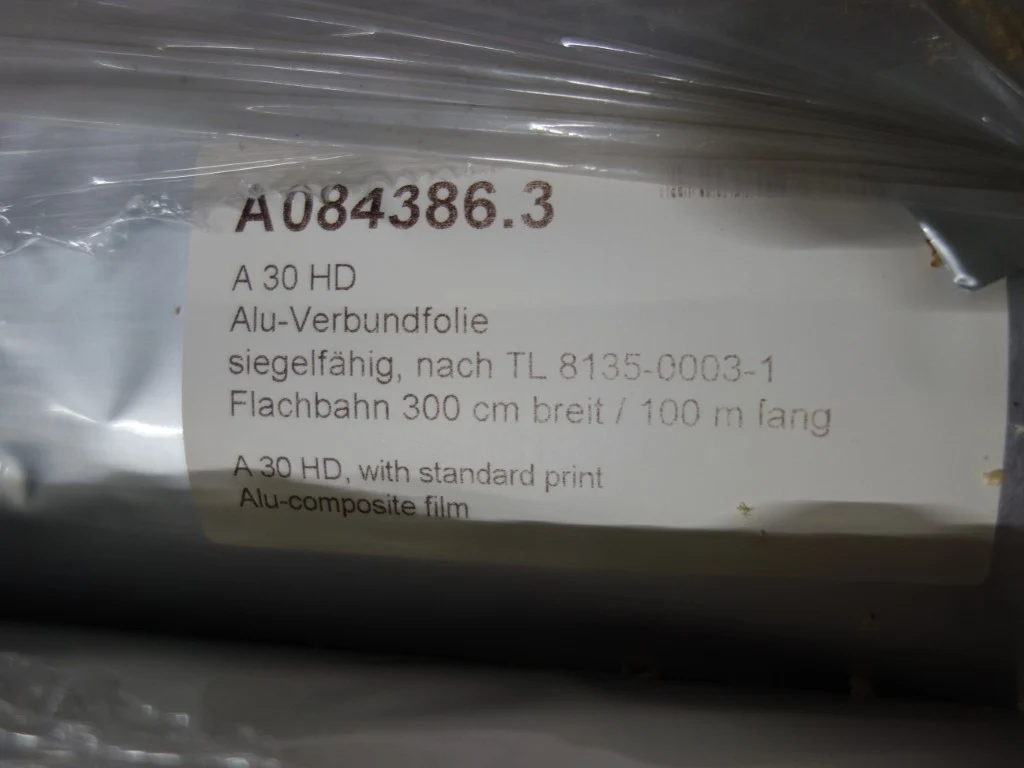 A084386.3
A 30 HD
Alu-Verbundfolie
siegelfähig, nach TL 8135-0003-1
Flachbahn 300 cm breit / 100 m lang
A 30 HD, with standard print
Alu-composite film